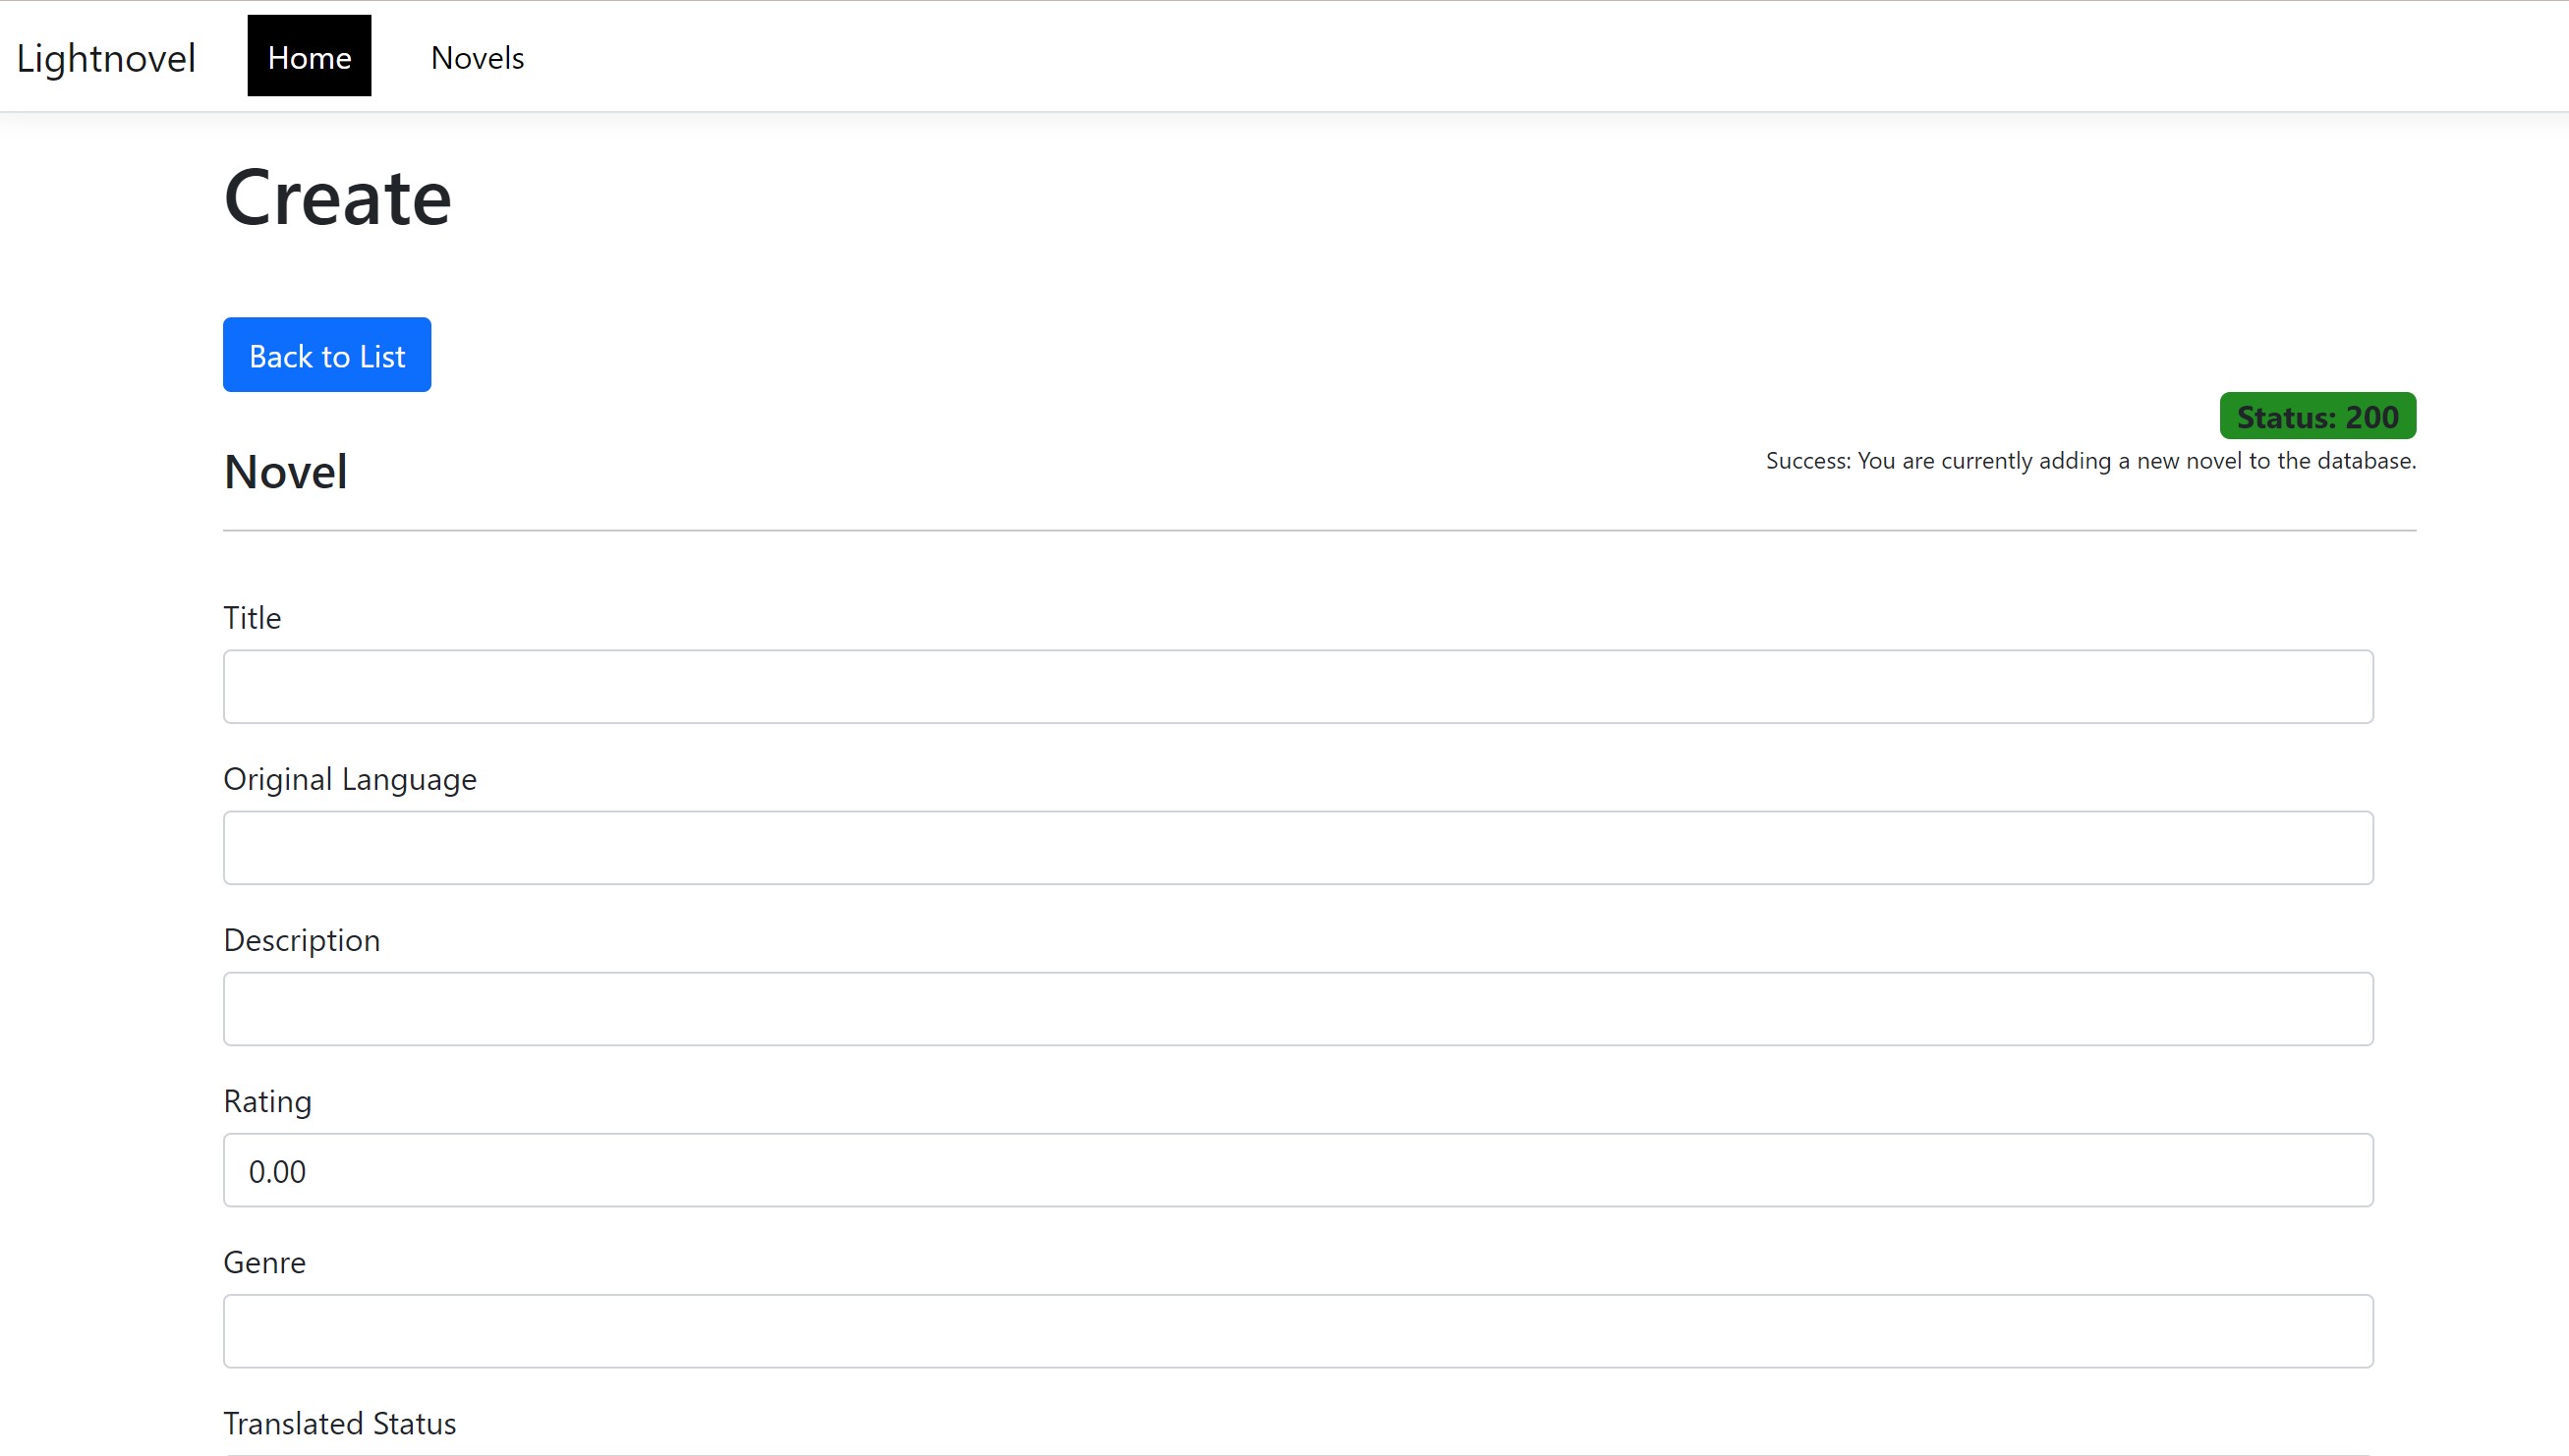 Lightnovel Home Novels
Create
Back to List
Status: 200
Success: You are currently adding a new novel to the database.
Novel
Title
Original Language
Description
Rating
0.00
Genre
Translated Status